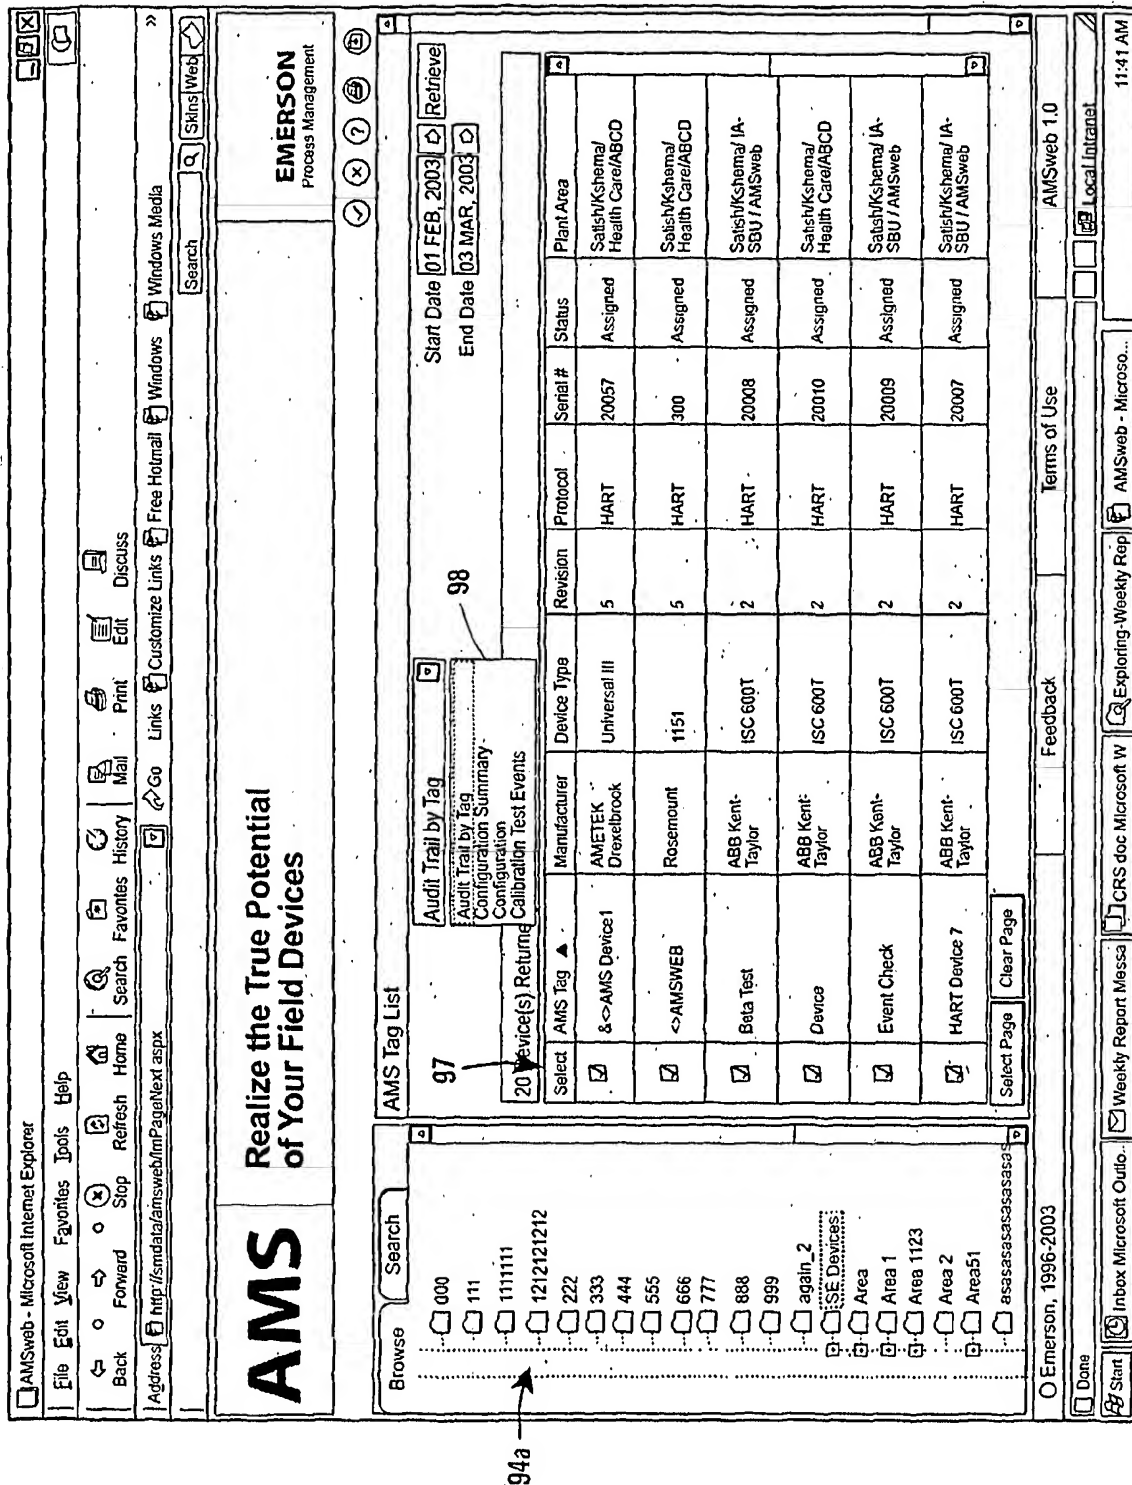 AMSweb - Microsoft Internet Explorer
File Edit View Favorites Tools Help
Back Forward Stop Refresh Home Search Favorites History Mail Print Edit Discuss
Address http://smdata/amsweb/ImPageNext aspx Go Links Customize Links Free Hotmail Windows Windows Media »
Search Skins Web
AMS
Realize the True Potential
of Your Field Devices
EMERSON
Process Management
Browse Search
000
111
1111111
12121212212
222
333
444
555
666
777
888
999
again_2
SE Devices:
Area
Area 1
Area 1123
Area 2
Area51
asasasasasasasasasas
94a
AMS Tag List
97
Audit Trail by Tag
Audit Trail by Tag
Configuration Summary-
Configuration
Calibration Test Events
98
Start Date 01 FEB, 2003 Retrieve
End Date 03 MAR, 2003
20 Device(s) Returne
Select AMS Tag ▲ Manufacturer Device Type Revision Protocol Serial # Status Plant Area
&<>AMS Device1 AMETEK Drexelbrook Universal III 5 HART 20057 Assigned Satish/Kshema/ Health Care/ABCD
<>AMSWEB Rosemount 1151 5 HART 300 Assigned Satish/Kshema/ Health Care/ABCD
Beta Test ABB Kent-Taylor ISC 600T 2 HART 20008 Assigned Satish/Kshema/ IA-SBU / AMSweb
Device ABB Kent-Taylor ISC 600T 2 HART 20010 Assigned Satish/Kshema/ Health Care/ABCD
Event Check ABB Kent-Taylor ISC 600T 2 HART 20009 Assigned Satish/Kshema/ IA-SBU / AMSweb
HART Device 7 ABB Kent-Taylor ISC 600T 2 HART 20007 Assigned Satish/Kshema/ IA-SBU / AMSweb
Select Page Clear Page
O Emerson, 1996-2003 Feedback Terms of Use AMSweb 1.0
Done Local Intranet
Start Inbox Microsoft Outlo.. Weekly Report Messa CRS doc Microsoft W Exploring-Weekly Rep AMSweb - Microso... 11:41 AM